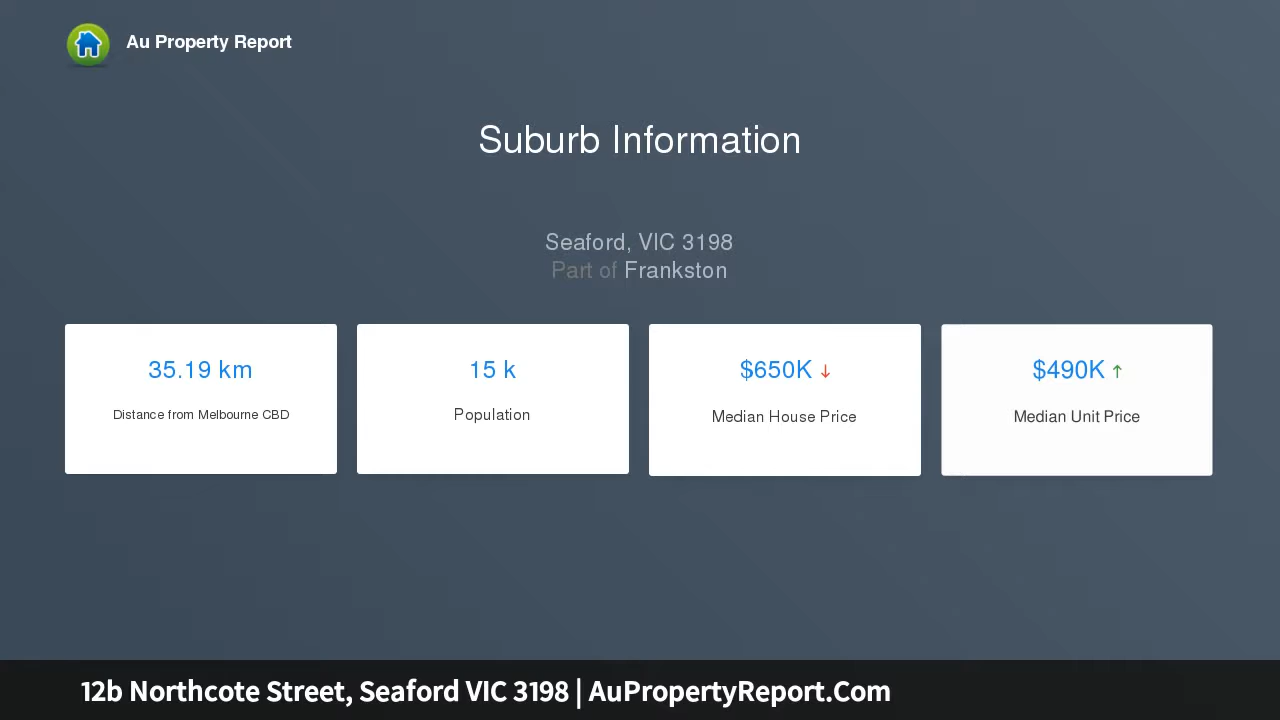 Au Property Report
Suburb Information
Seaford, VIC 3198
Part of Frankston
35.19 km
Distance from Melbourne CBD
15 k
Population
$650K ↓
Median House Price
$490K ↑
Median Unit Price
12b Northcote Street, Seaford VIC 3198 | AuPropertyReport.Com